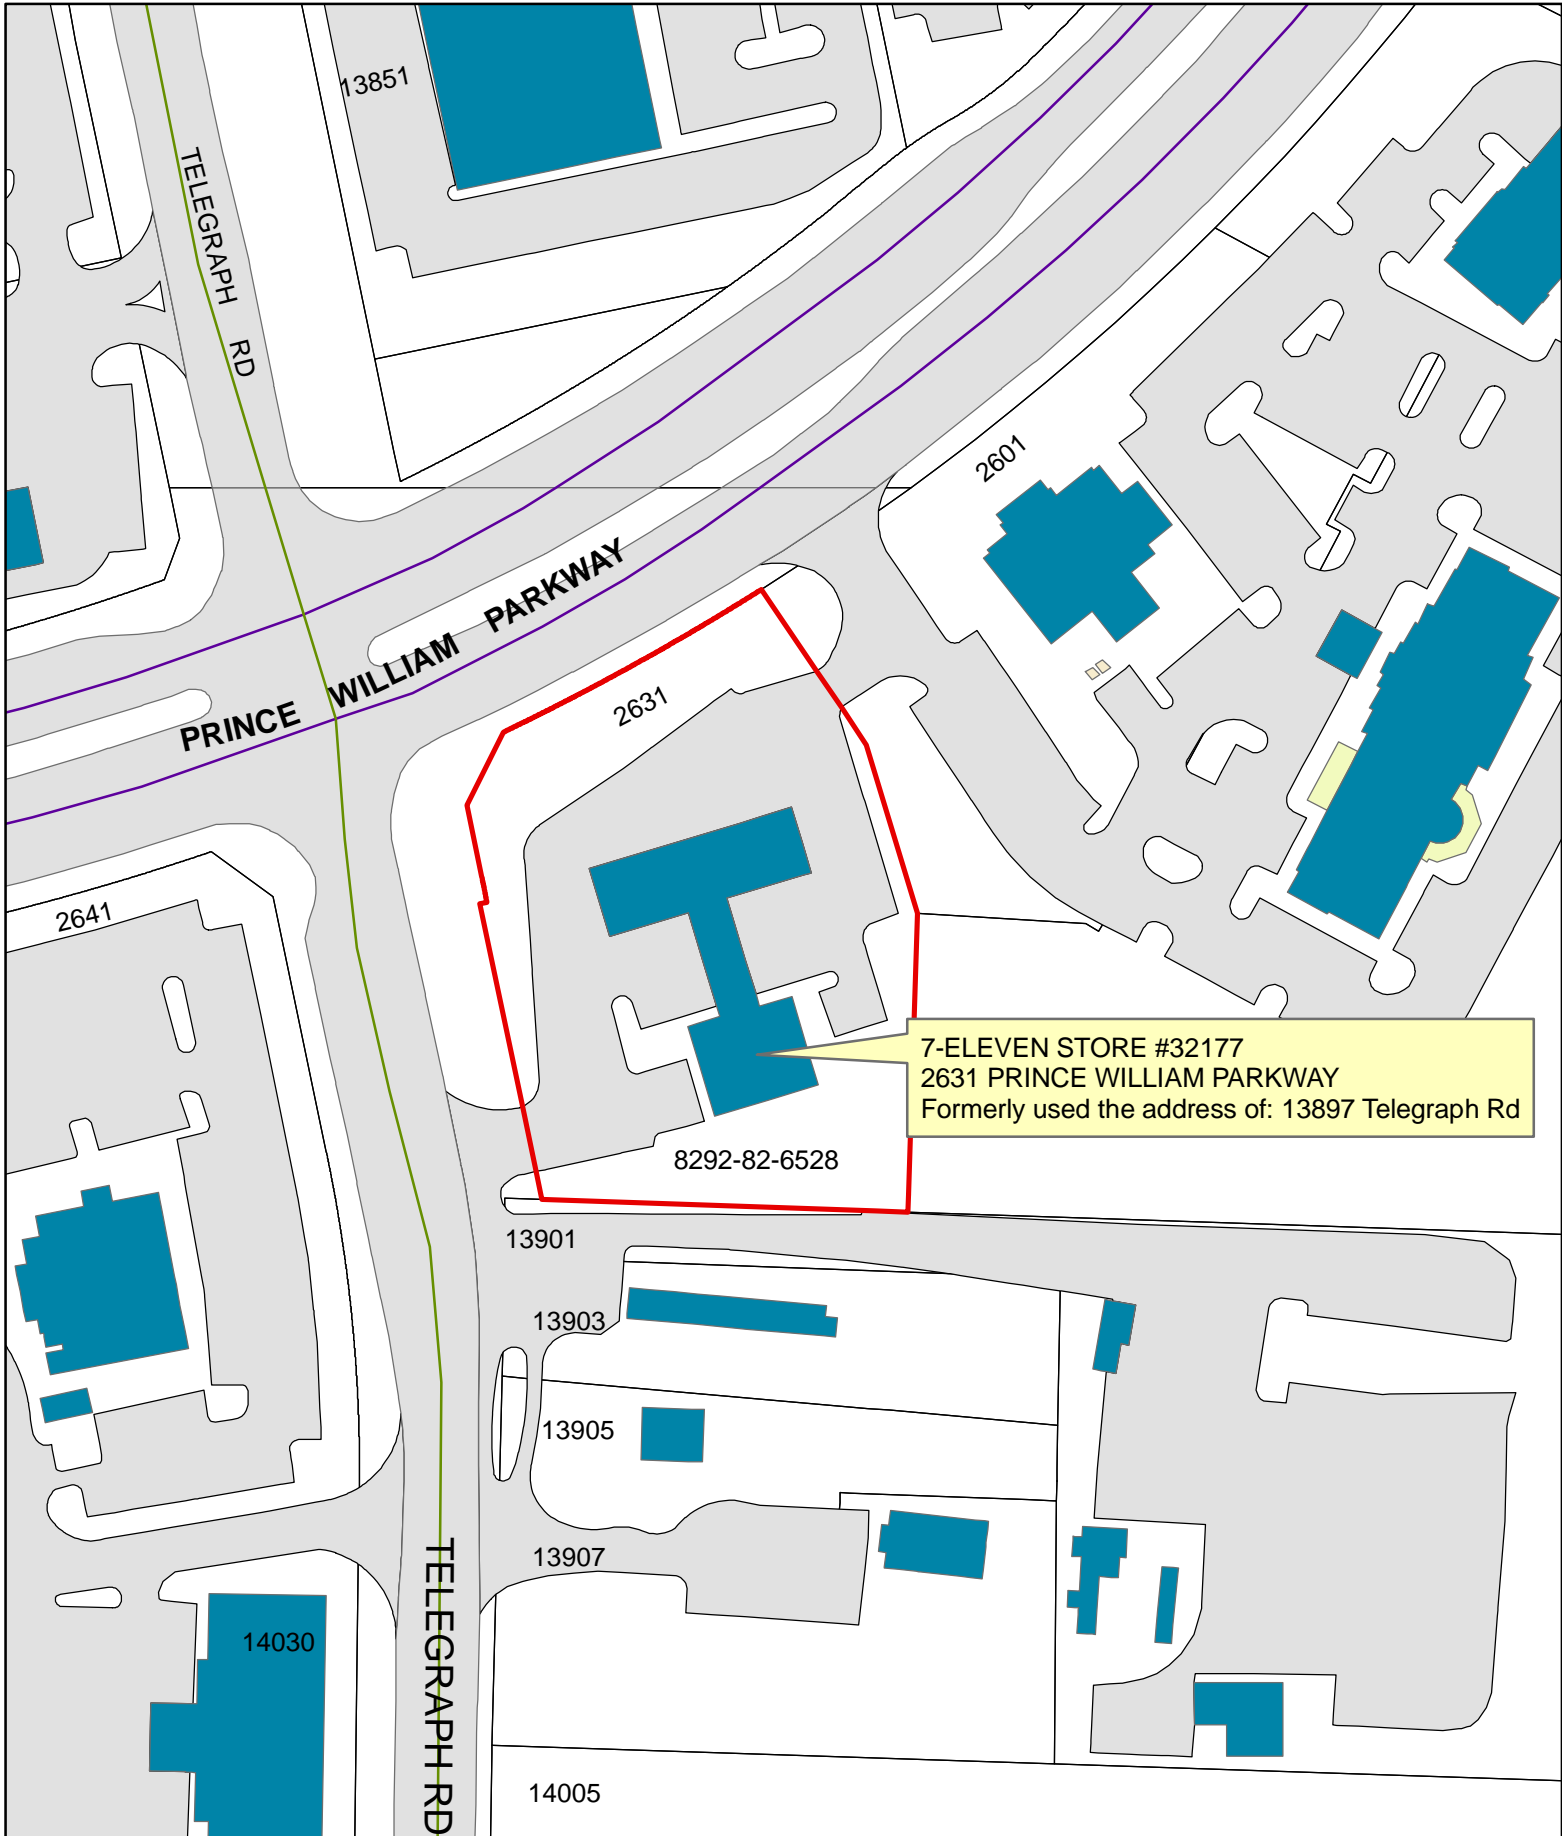 13851
TELEGRAPH RD
2601
PRINCE WILLIAM PARKWAY
2631
2641
7-ELEVEN STORE #32177
2631 PRINCE WILLIAM PARKWAY
Formerly used the address of: 13897 Telegraph Rd
8292-82-6528
13901
13903
13905
13907
TELEGRAPH RD
14030
14005